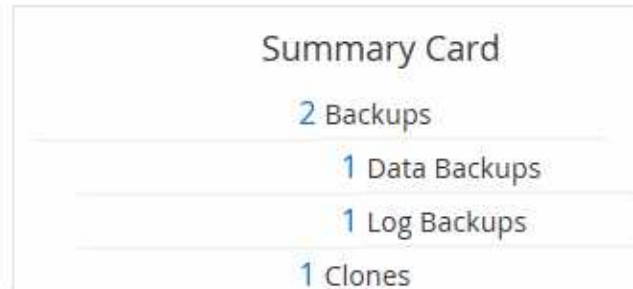 Summary Card
2 Backups
1 Data Backups
1 Log Backups
1 Clones